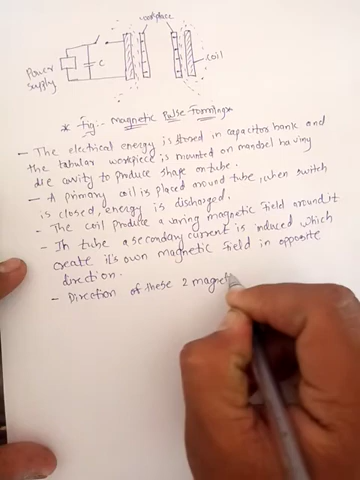 workpiece
Power
supply
C
coil
* Fig:- magnetic Pulse Forming *
- The electrical energy is stored in capacitor bank and
the tabular workpiece is mounted on mandrel having
die cavity to produce shape on tube.
- A primary coil is placed around tube, when switch
is closed, energy is discharged.
- The coil produce a varing magnetic field around it
- In tube a secondary current is induced which
create it's own magnetic field in opposite
direction.
- Direction of these 2 magnet